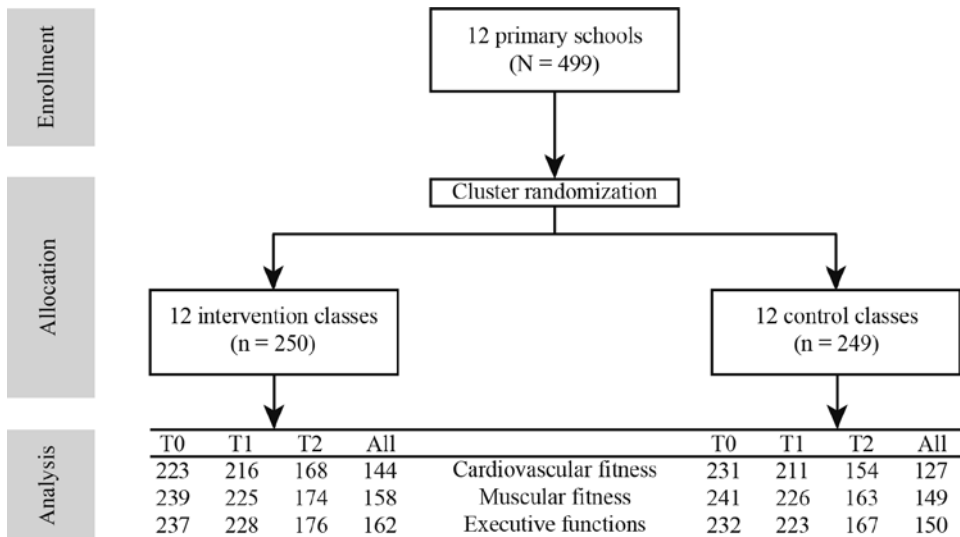 Enrollment
12 primary schools
(N = 499)
Allocation
Cluster randomization
12 intervention classes
(n = 250)
12 control classes
(n = 249)
Analysis
T0 T1 T2 All T0 T1 T2 All
223 216 168 144 Cardiovascular fitness 231 211 154 127
239 225 174 158 Muscular fitness 241 226 163 149
237 228 176 162 Executive functions 232 223 167 150